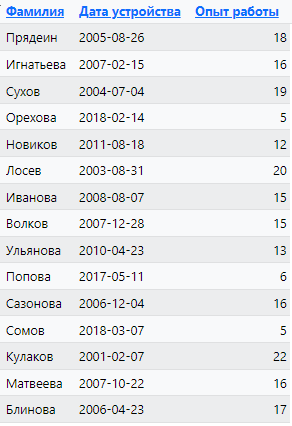 Фамилия Дата устройства Опыт работы
Прядеин 2005-08-26 18
Игнатьева 2007-02-15 16
Сухов 2004-07-04 19
Орехова 2018-02-14 5
Новиков 2011-08-18 12
Лосев 2003-08-31 20
Иванова 2008-08-07 15
Волков 2007-12-28 15
Ульянова 2010-04-23 13
Попова 2017-05-11 6
Сазонова 2006-12-04 16
Сомов 2018-03-07 5
Кулаков 2001-02-07 22
Матвеева 2007-10-22 16
Блинова 2006-04-23 17